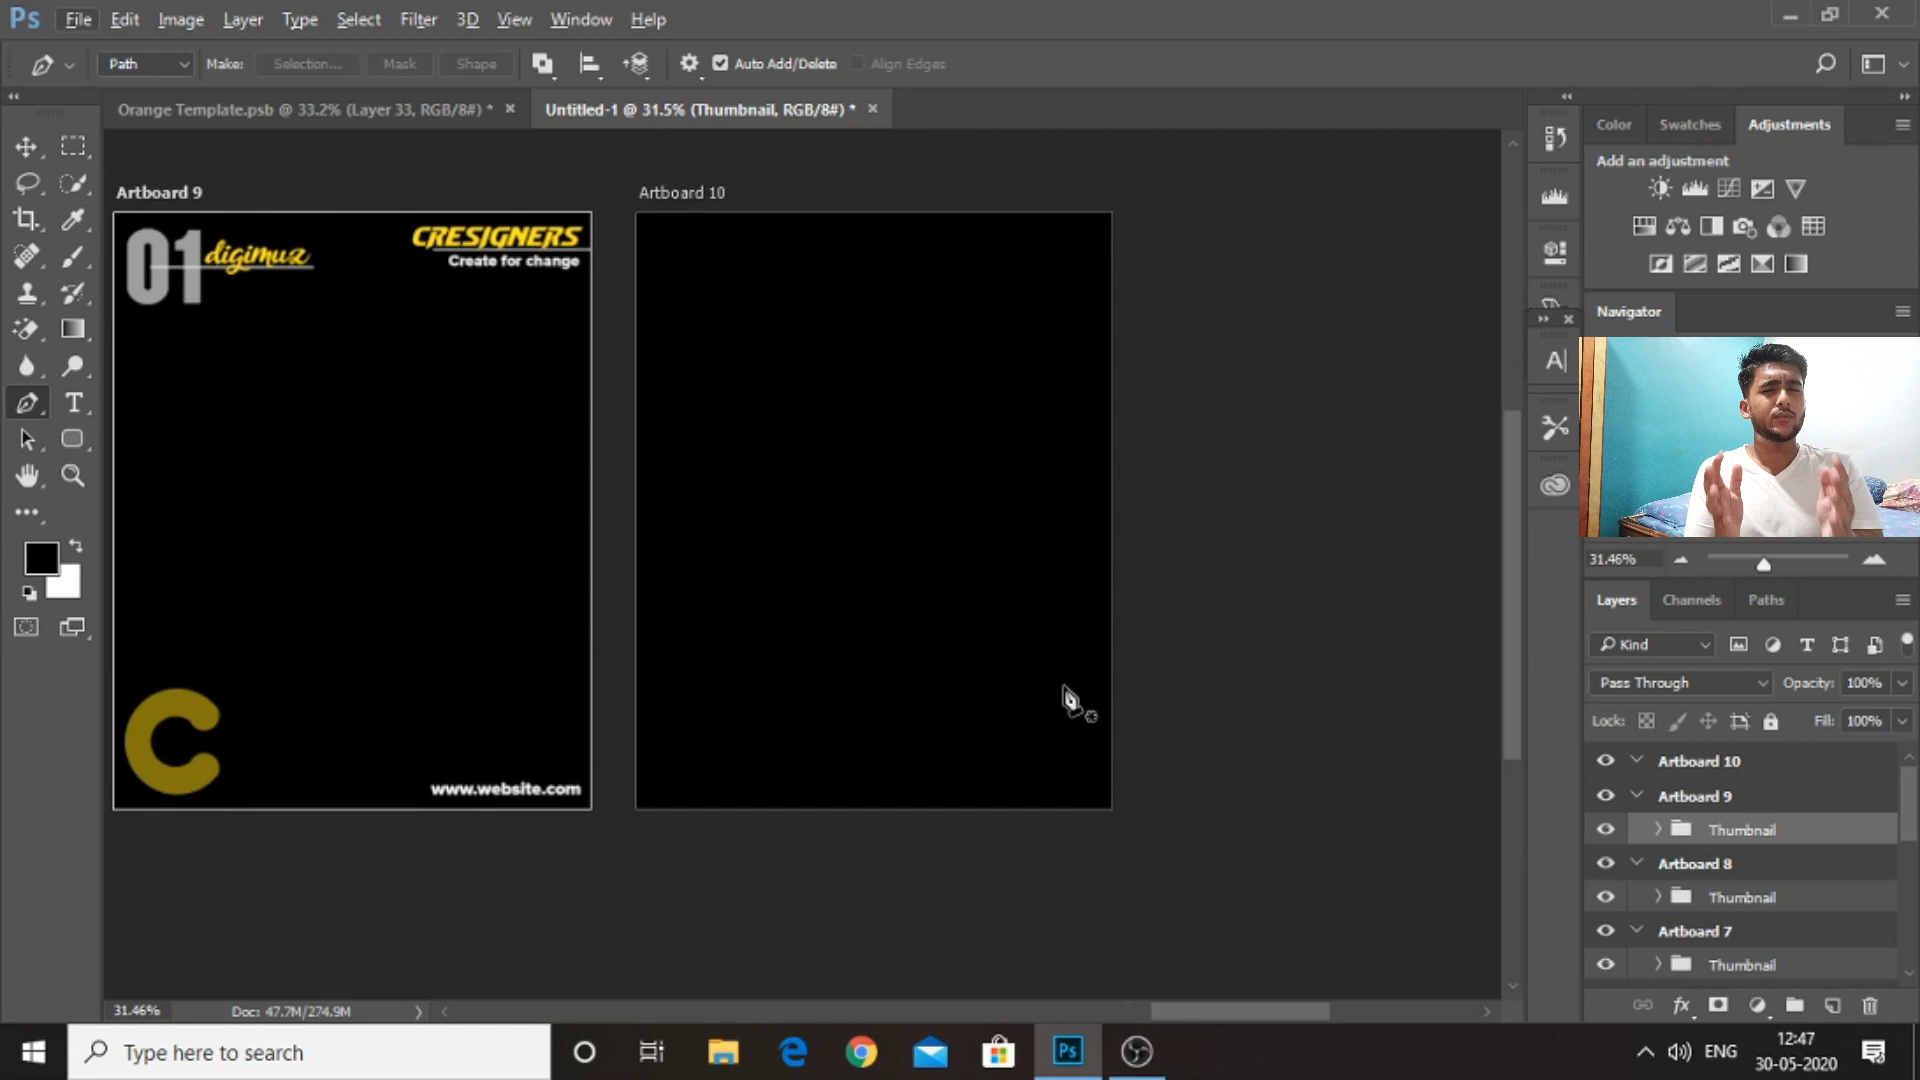 Ps File Edit Image Layer Type Select Filter 3D View Window Help
Path Make: Selection... Mask Shape Auto Add/Delete Align Edges
Orange Template.psb @ 33.2% (Layer 33, RGB/8#) * Untitled-1 @ 31.5% (Thumbnail, RGB/8#) *
Color Swatches Adjustments
Add an adjustment
Artboard 9
01 digimuz
CRESIGNERS
Create for change
C
www.website.com
Artboard 10
Navigator
31.46%
Layers Channels Paths
Kind
Pass Through Opacity: 100%
Lock: Fill: 100%
Artboard 10
Artboard 9
Thumbnail
Artboard 8
Thumbnail
Artboard 7
Thumbnail
31.46% Doc: 47.7M/274.9M
Type here to search
Ps
ENG
12:47
30-05-2020